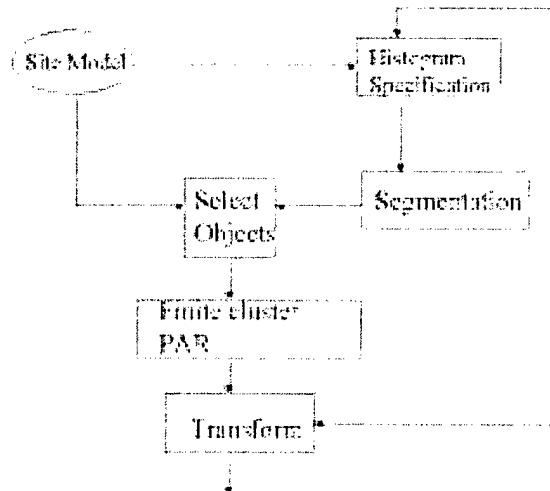 Site Model
Histogram
Specification
Select
Objects
Segmentation
Finite cluster
PAR
Transform